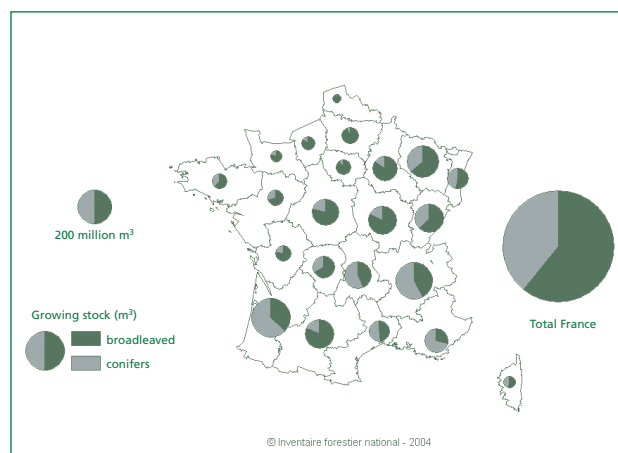 200 million m³
Growing stock (m³)
broadleaved
conifers
Total France
© Inventaire forestier national - 2004